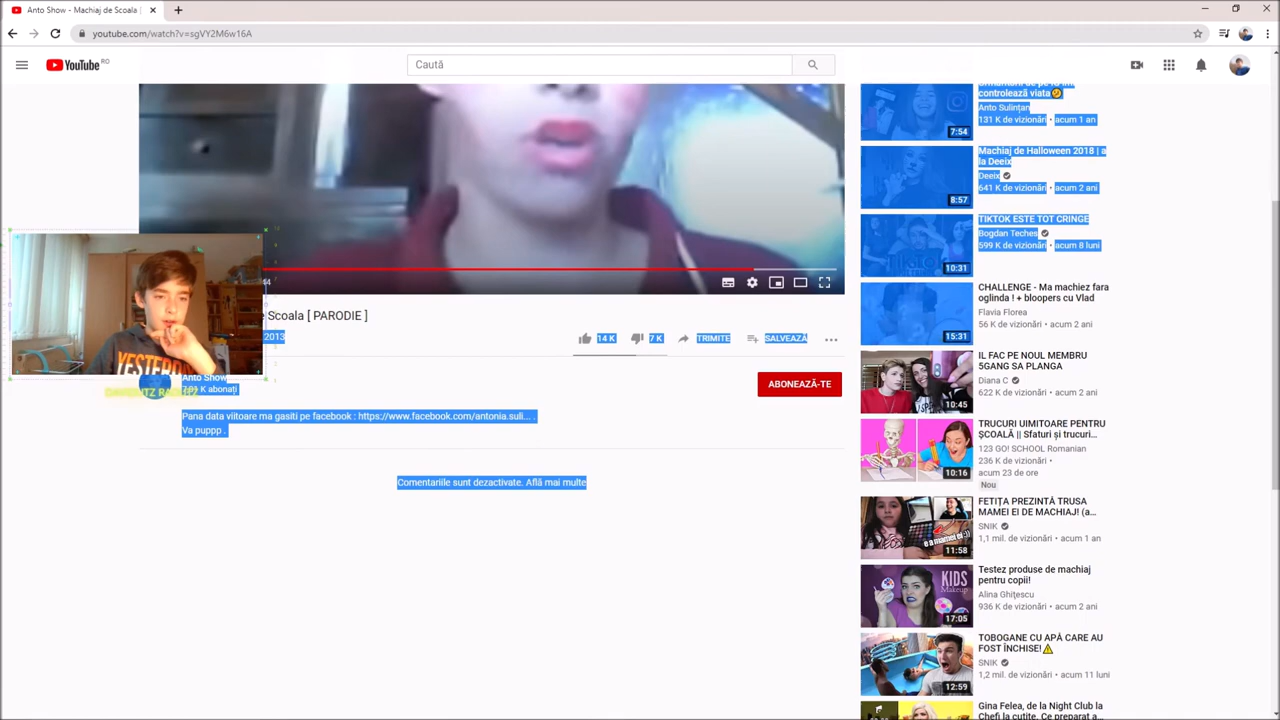 Anto Show - Machiaj de Scoala |
youtube.com/watch?v=sgVY2M6w16A
YouTube RO
Caută
e Scoala [ PARODIE ]
2013
14 K
7 K
TRIMITE
SALVEAZĂ
Anto Show
K abonați
ABONEAZĂ-TE
Pana data viitoare ma gasiti pe facebook : https://www.facebook.com/antonia.suli... .
Va puppp .
Comentariile sunt dezactivate. Află mai multe
controlează viata
Anto Sulințan
131 K de vizionări • acum 1 an
7:54
Machiaj de Halloween 2018 | a
la Deeix
Deeix
641 K de vizionări • acum 2 ani
8:57
TIKTOK ESTE TOT CRINGE
Bogdan Teches
599 K de vizionări • acum 8 luni
10:31
CHALLENGE - Ma machiez fara
oglinda ! + bloopers cu Vlad
Flavia Florea
56 K de vizionări • acum 2 ani
15:31
IL FAC PE NOUL MEMBRU
5GANG SA PLANGA
Diana C
622 K de vizionări • acum 2 ani
10:45
TRUCURI UIMITOARE PENTRU
ȘCOALĂ || Sfaturi și trucuri...
123 GO! SCHOOL Romanian
236 K de vizionări •
acum 23 de ore
Nou
10:16
FETIȚA PREZINTĂ TRUSA
MAMEI EI DE MACHIAJ! (a...
SNIK
1,1 mil. de vizionări • acum 1 an
e a mamei ei :))
11:58
Testez produse de machiaj
pentru copii!
Alina Ghițescu
936 K de vizionări • acum 2 ani
KIDS
Makeup
17:05
TOBOGANE CU APĂ CARE AU
FOST ÎNCHISE!
SNIK
1,2 mil. de vizionări • acum 11 luni
12:59
Gina Felea, de la Night Club la
Chefi la cuțite. Ce preparat a...